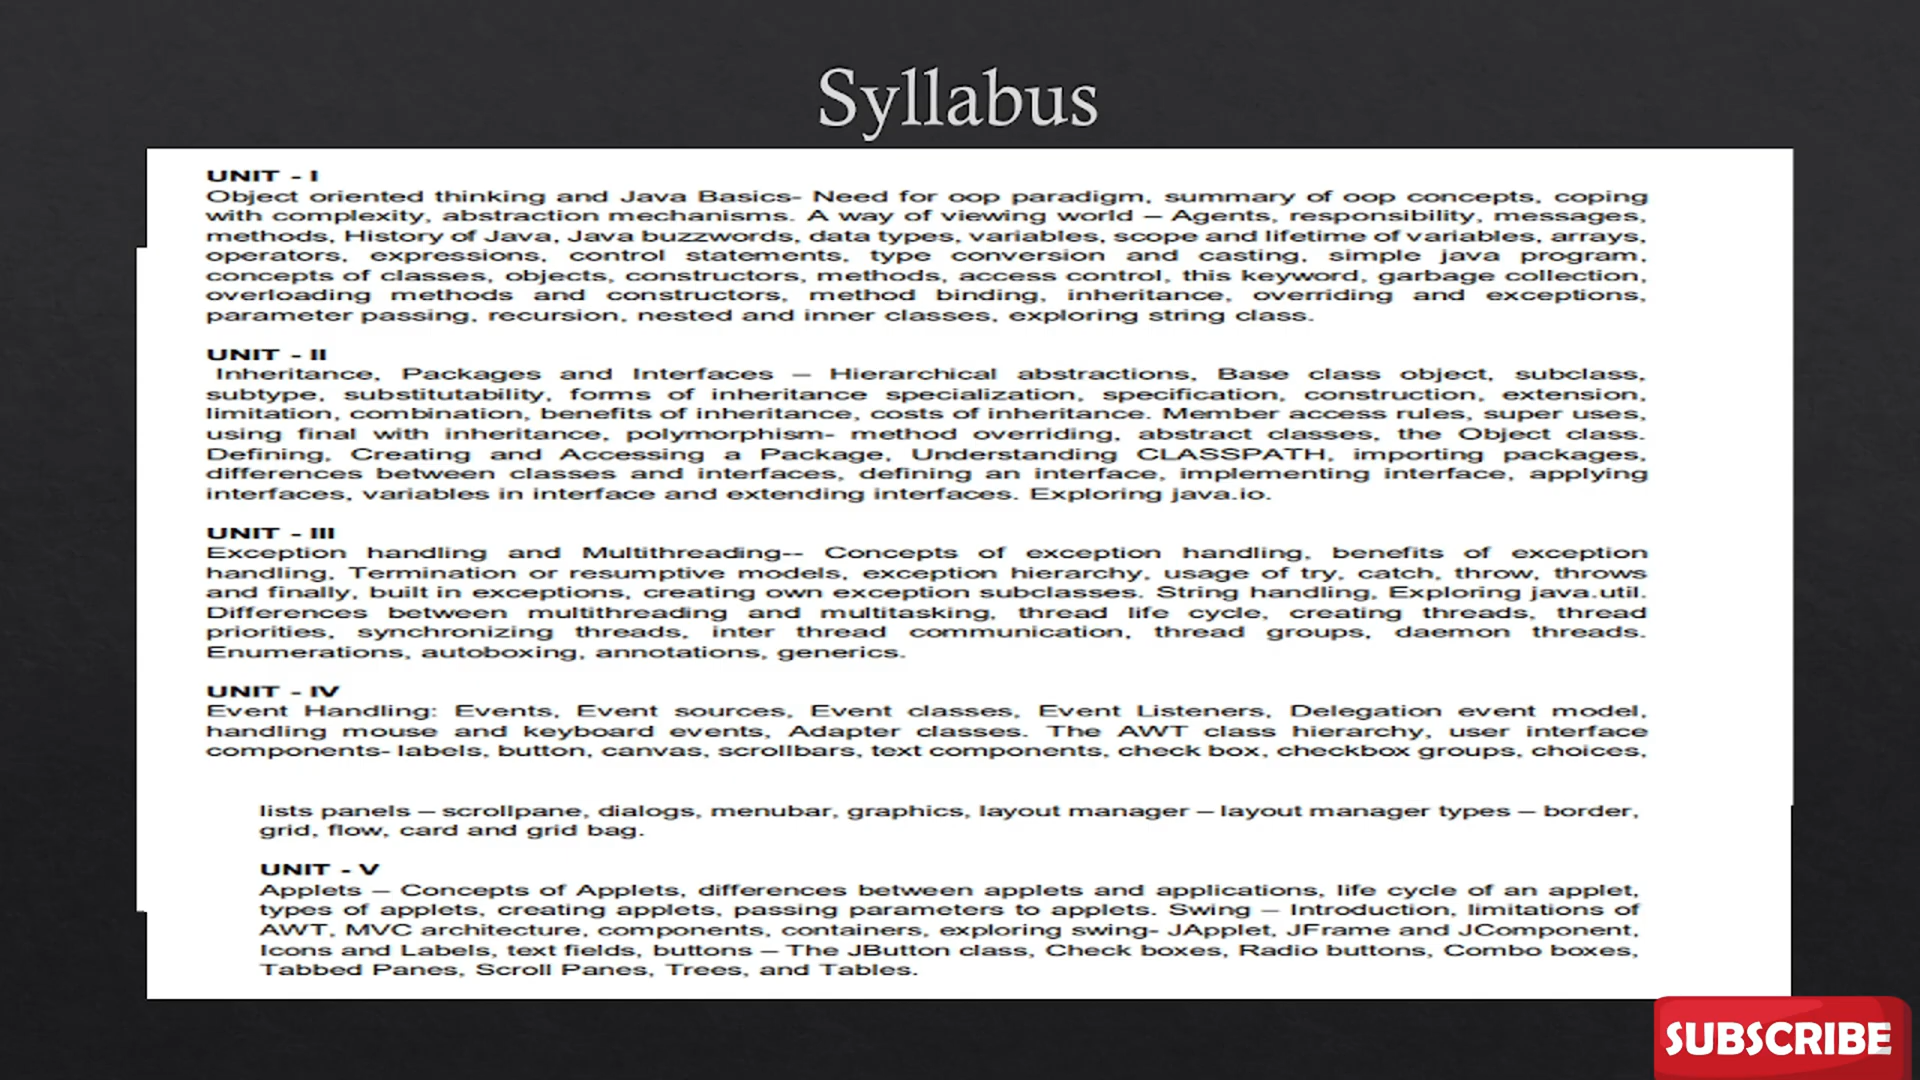 Syllabus
UNIT - I
Object oriented thinking and Java Basics- Need for oop paradigm, summary of oop concepts, coping
with complexity, abstraction mechanisms. A way of viewing world – Agents, responsibility, messages,
methods, History of Java, Java buzzwords, data types, variables, scope and lifetime of variables, arrays,
operators, expressions, control statements, type conversion and casting, simple java program,
concepts of classes, objects, constructors, methods, access control, this keyword, garbage collection,
overloading methods and constructors, method binding, inheritance, overriding and exceptions,
parameter passing, recursion, nested and inner classes, exploring string class.
UNIT - II
Inheritance, Packages and Interfaces – Hierarchical abstractions, Base class object, subclass,
subtype, substitutability, forms of inheritance specialization, specification, construction, extension,
limitation, combination, benefits of inheritance, costs of inheritance. Member access rules, super uses,
using final with inheritance, polymorphism- method overriding, abstract classes, the Object class.
Defining, Creating and Accessing a Package, Understanding CLASSPATH, importing packages,
differences between classes and interfaces, defining an interface, implementing interface, applying
interfaces, variables in interface and extending interfaces. Exploring java.io.
UNIT - III
Exception handling and Multithreading-- Concepts of exception handling, benefits of exception
handling, Termination or resumptive models, exception hierarchy, usage of try, catch, throw, throws
and finally, built in exceptions, creating own exception subclasses. String handling, Exploring java.util.
Differences between multithreading and multitasking, thread life cycle, creating threads, thread
priorities, synchronizing threads, inter thread communication, thread groups, daemon threads.
Enumerations, autoboxing, annotations, generics.
UNIT - IV
Event Handling: Events, Event sources, Event classes, Event Listeners, Delegation event model,
handling mouse and keyboard events, Adapter classes. The AWT class hierarchy, user interface
components- labels, button, canvas, scrollbars, text components, check box, checkbox groups, choices,
lists panels – scrollpane, dialogs, menubar, graphics, layout manager – layout manager types – border,
grid, flow, card and grid bag.
UNIT - V
Applets – Concepts of Applets, differences between applets and applications, life cycle of an applet,
types of applets, creating applets, passing parameters to applets. Swing – Introduction, limitations of
AWT, MVC architecture, components, containers, exploring swing- JApplet, JFrame and JComponent,
Icons and Labels, text fields, buttons – The JButton class, Check boxes, Radio buttons, Combo boxes,
Tabbed Panes, Scroll Panes, Trees, and Tables.
SUBSCRIBE